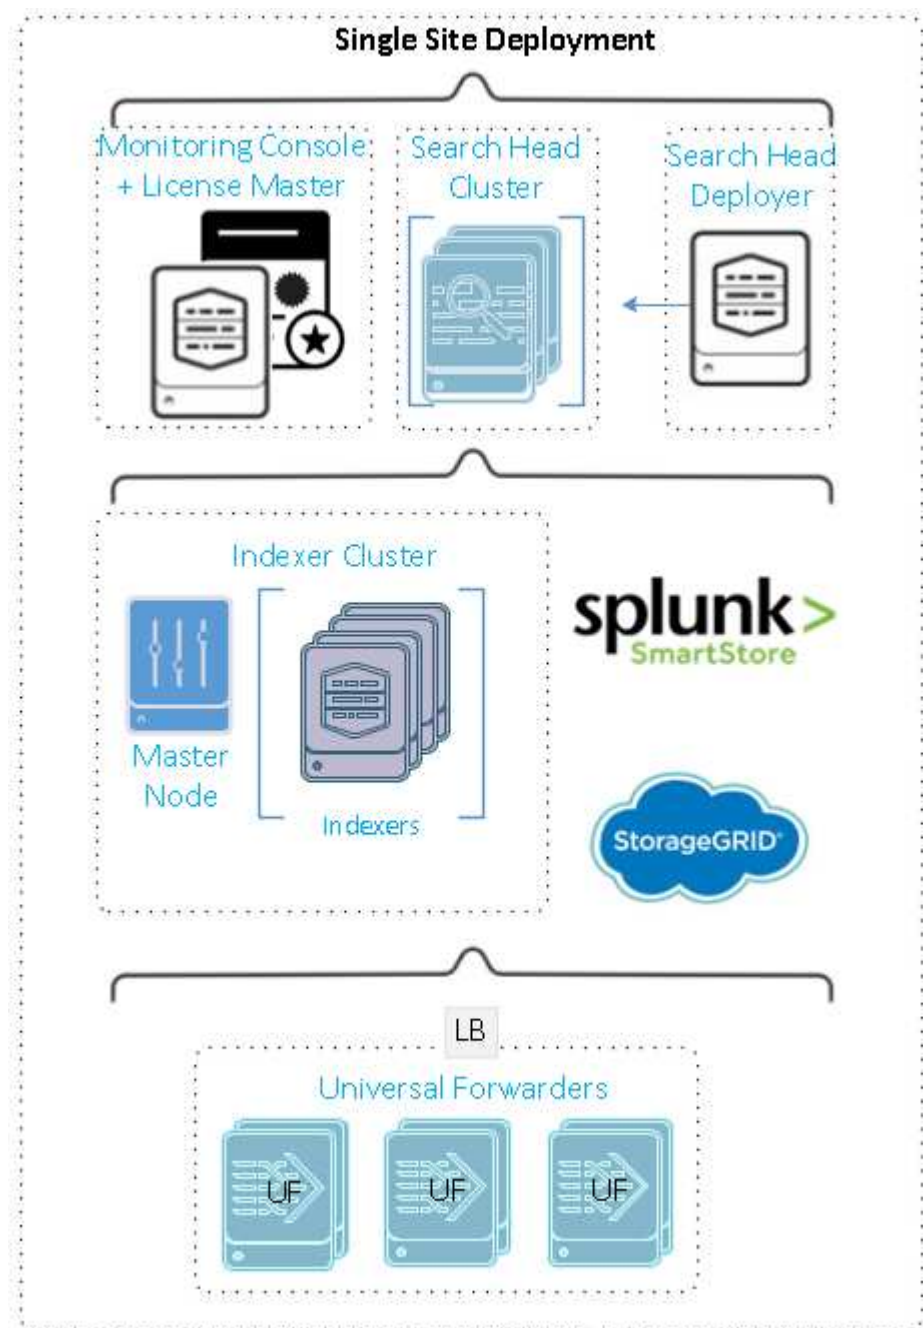 Single Site Deployment
Monitoring Console
+ License Master
Search Head
Cluster
Search Head
Deployer
Indexer Cluster
Master
Node
Indexers
splunk>
SmartStore
StorageGRID®
LB
Universal Forwarders
UF
UF
UF